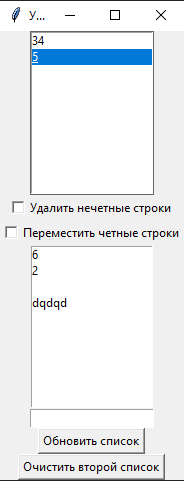 У...
34
5
Удалить нечетные строки
Переместить четные строки
6
2
dqdqd
Обновить список
Очистить второй список